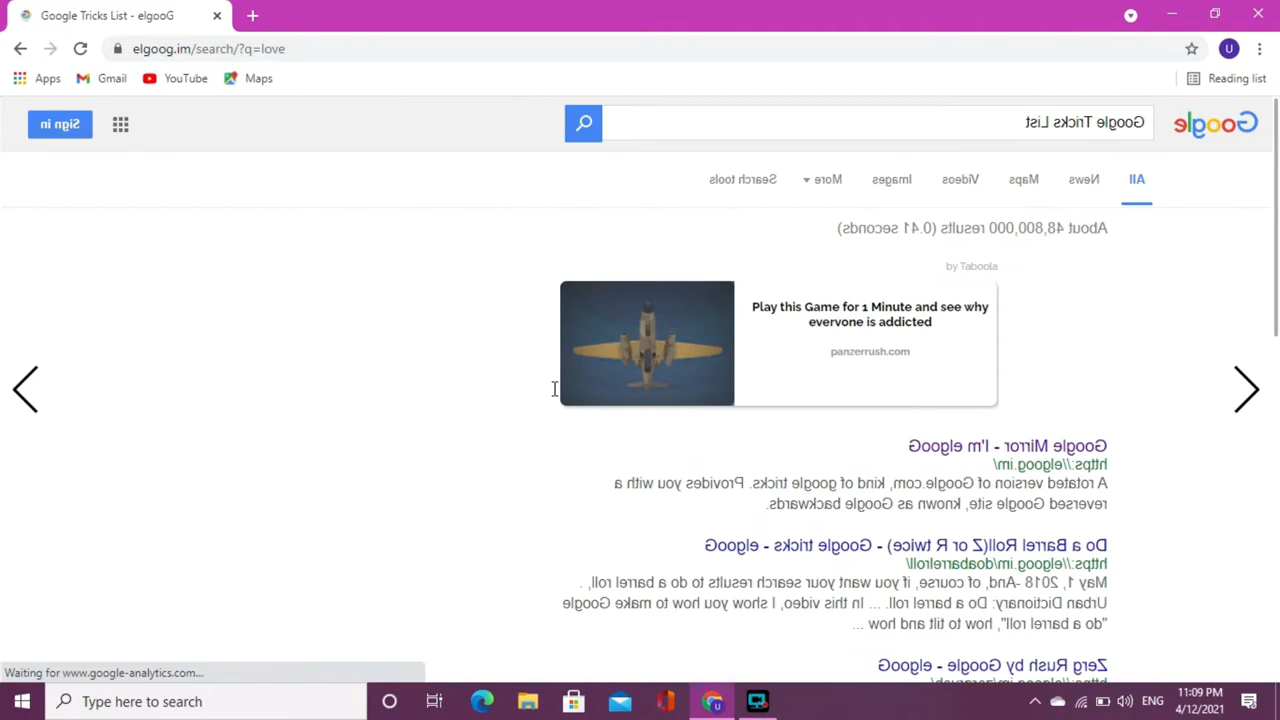 Google Tricks List - elgooG
elgoog.im/search/?q=love
U
Apps
Gmail
YouTube
Maps
Reading list
Sign in
Google Tricks List
Google
Search tools
More
Images
Videos
Maps
News
All
About 48,800,000 results (0.41 seconds)
by Taboola
Play this Game for 1 Minute and see why
everyone is addicted
panzerrush.com
Google Mirror - I'm elgooG
https://elgoog.im/
A rotated version of Google.com, kind of google tricks. Provides you with a
reversed Google site, known as Google backwards.
Do a Barrel Roll(Z or R twice) - Google tricks - elgooG
https://elgoog.im/doabarrelroll/
May 1, 2018 -And, of course, if you want your search results to do a barrel roll, .
Urban Dictionary: Do a barrel roll. ... In this video, I show you how to make Google
"do a barrel roll", how to tilt and how ...
Zerg Rush by Google - elgooG
https://elgoog.im/zergrush/
Waiting for www.google-analytics.com...
Type here to search
U
ENG
11:09 PM
4/12/2021